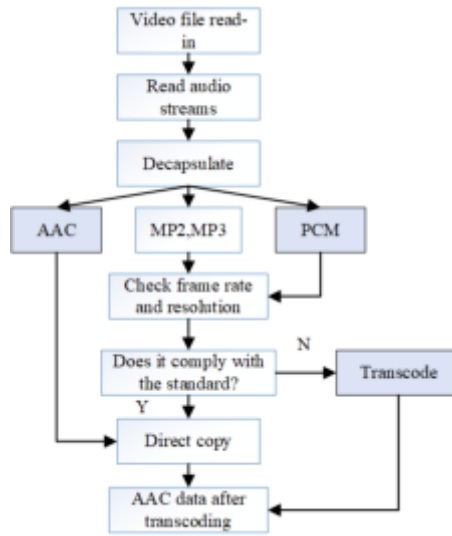 Video file read-
in
Read audio
streams
Decapsulate
AAC
MP2,MP3
PCM
Check frame rate
and resolution
Does it comply with
the standard?
N
Transcode
Y
Direct copy
AAC data after
transcoding